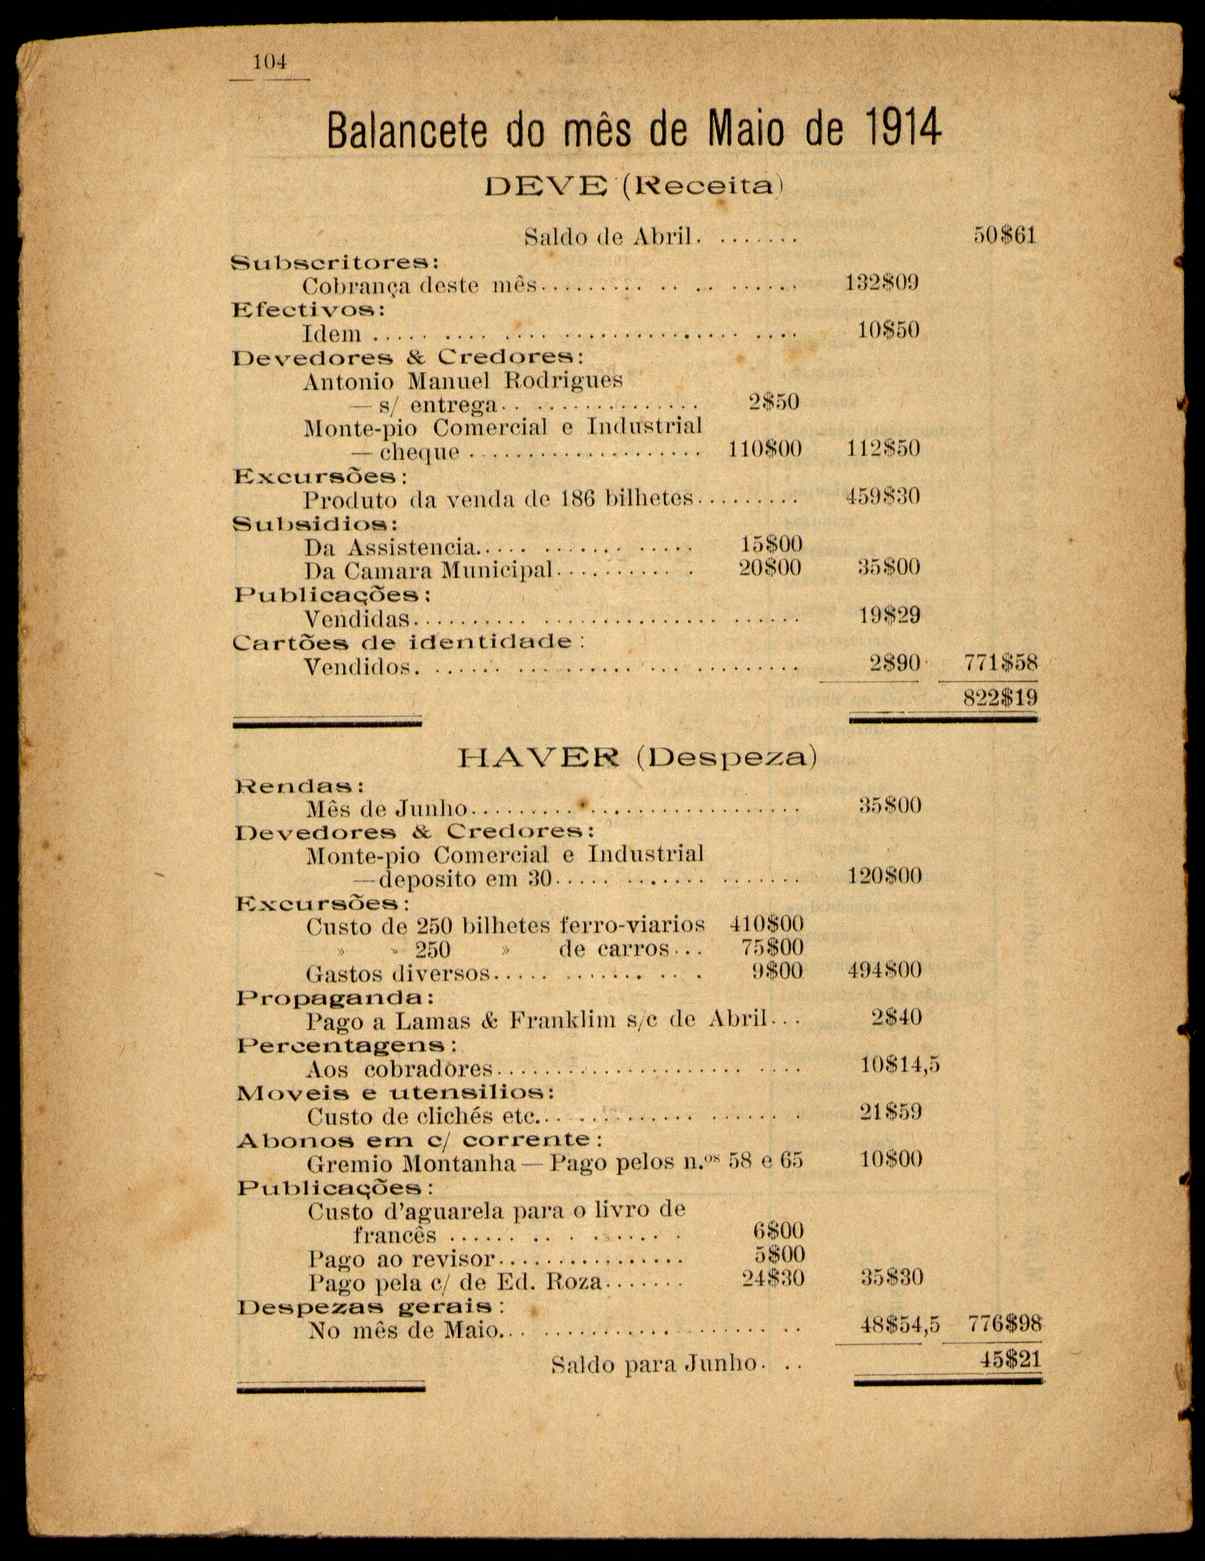 104
Balancete do mês de Maio de 1914
DEVE (Receita)
Saldo de Abril. ....... 50$61
Subscritores:
Cobrança deste mês. ....... 132$09
Efectivos:
Idem ....... 10$50
Devedores & Credores:
Antonio Manuel Rodrigues
— s/ entrega. ....... 2$50
Monte-pio Comercial e Industrial
— cheque ....... 110$00 112$50
Excursões:
Produto da venda de 186 bilhetes. ....... 459$30
Subsidios:
Da Assistencia. ....... 15$00
Da Camara Municipal. ....... 20$00 35$00
Publicações:
Vendidas. ....... 19$29
Cartões de identidade:
Vendidos. ....... 2$90 771$58
822$19
HAVER (Despeza)
Rendas:
Mês de Junho. ....... 35$00
Devedores & Credores:
Monte-pio Comercial e Industrial
—deposito em 30. ....... 120$00
Excursões:
Custo de 250 bilhetes ferro-viarios 410$00
» » 250 » de carros... 75$00
Gastos diversos. ....... 9$00 494$00
Propaganda:
Pago a Lamas & Franklim s/c de Abril... 2$40
Percentagens:
Aos cobradores. ....... 10$14,5
Moveis e utensilios:
Custo de clichés etc. ....... 21$59
Abonos em c/ corrente:
Gremio Montanha — Pago pelos n.os 58 e 65 10$00
Publicações:
Custo d'aguarela para o livro de
francês ....... 6$00
Pago ao revisor. ....... 5$00
Pago pela c/ de Ed. Roza. ....... 24$30 35$30
Despezas gerais:
No mês de Maio. ....... 48$54,5 776$98
Saldo para Junho. .. 45$21